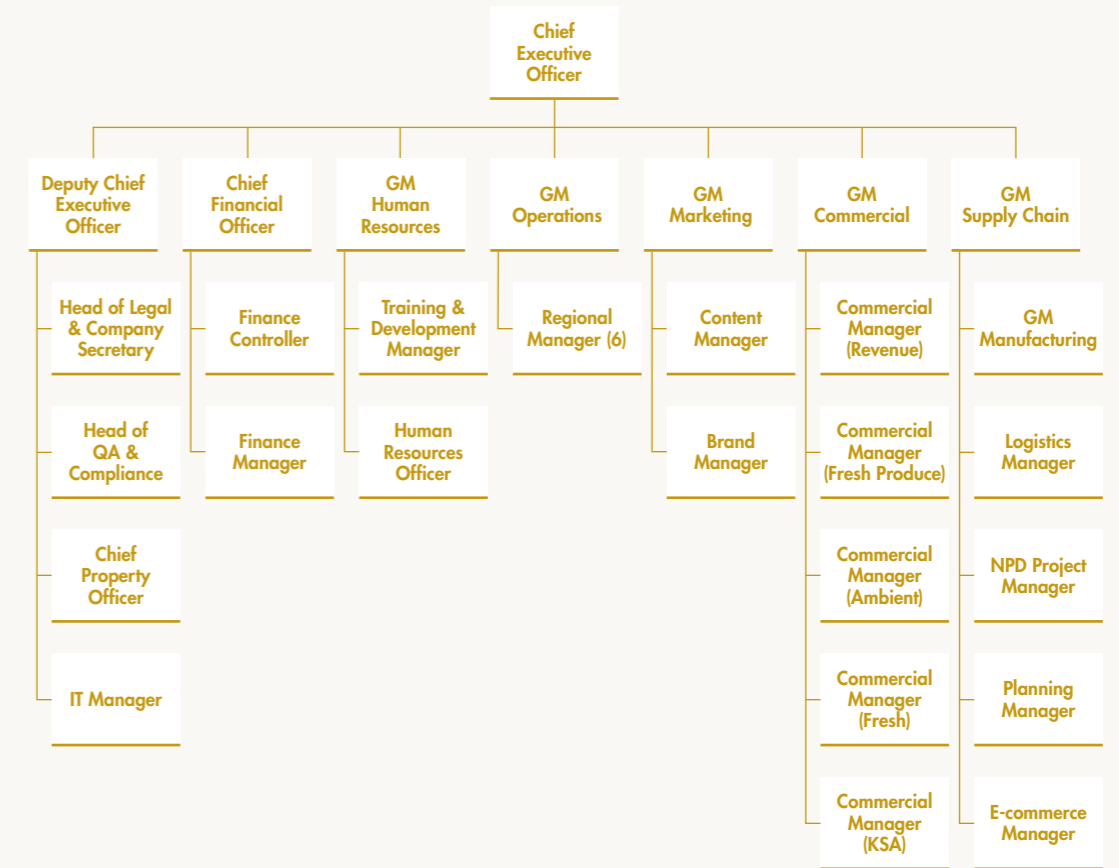 Chief
Executive
Officer
Deputy Chief
Executive
Officer
Chief
Financial
Officer
GM
Human
Resources
GM
Operations
GM
Marketing
GM
Commercial
GM
Supply Chain
Head of Legal
& Company
Secretary
Finance
Controller
Training &
Development
Manager
Regional
Manager (6)
Content
Manager
Commercial
Manager
(Revenue)
GM
Manufacturing
Head of
QA &
Compliance
Finance
Manager
Human
Resources
Officer
Brand
Manager
Commercial
Manager
(Fresh Produce)
Logistics
Manager
Chief
Property
Officer
Commercial
Manager
(Ambient)
NPD Project
Manager
IT Manager
Commercial
Manager
(Fresh)
Planning
Manager
Commercial
Manager
(KSA)
E-commerce
Manager